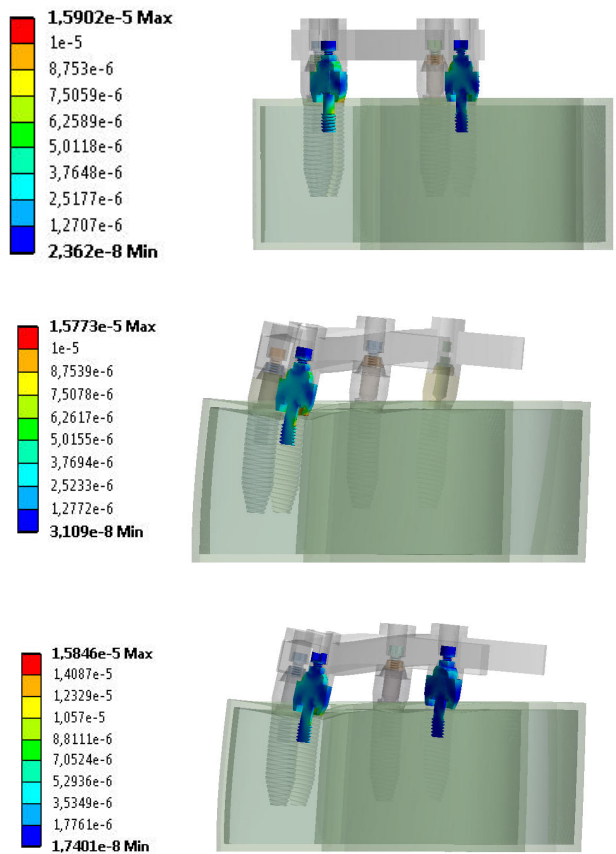 1,5902e-5 Max
1e-5
8,753e-6
7,5059e-6
6,2589e-6
5,0118e-6
3,7648e-6
2,5177e-6
1,2707e-6
2,362e-8 Min
1,5773e-5 Max
1e-5
8,7539e-6
7,5078e-6
6,2617e-6
5,0155e-6
3,7694e-6
2,5233e-6
1,2772e-6
3,109e-8 Min
1,5846e-5 Max
1,4087e-5
1,2329e-5
1,057e-5
8,8111e-6
7,0524e-6
5,2936e-6
3,5349e-6
1,7761e-6
1,7401e-8 Min